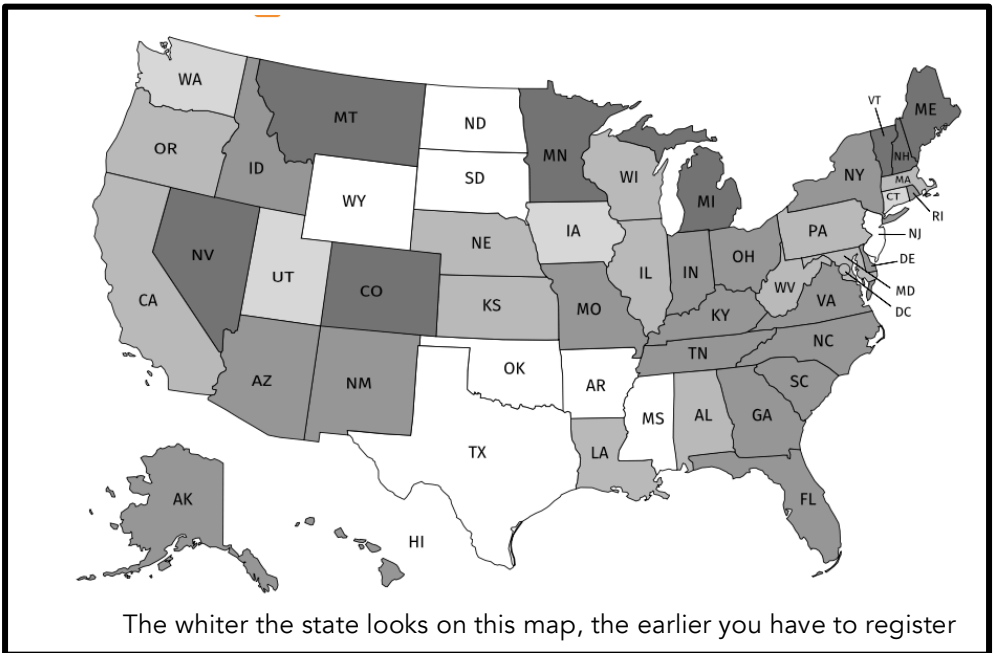 WA
MT
ND
MN
VT
ME
OR
ID
SD
WI
MI
NY
NH
MA
CT
RI
WY
NV
UT
CO
NE
IA
IL
IN
OH
PA
NJ
CA
KS
MO
KY
WV
VA
DE
MD
DC
AZ
NM
OK
AR
TN
NC
SC
TX
LA
MS
AL
GA
FL
AK
HI
The whiter the state looks on this map, the earlier you have to register